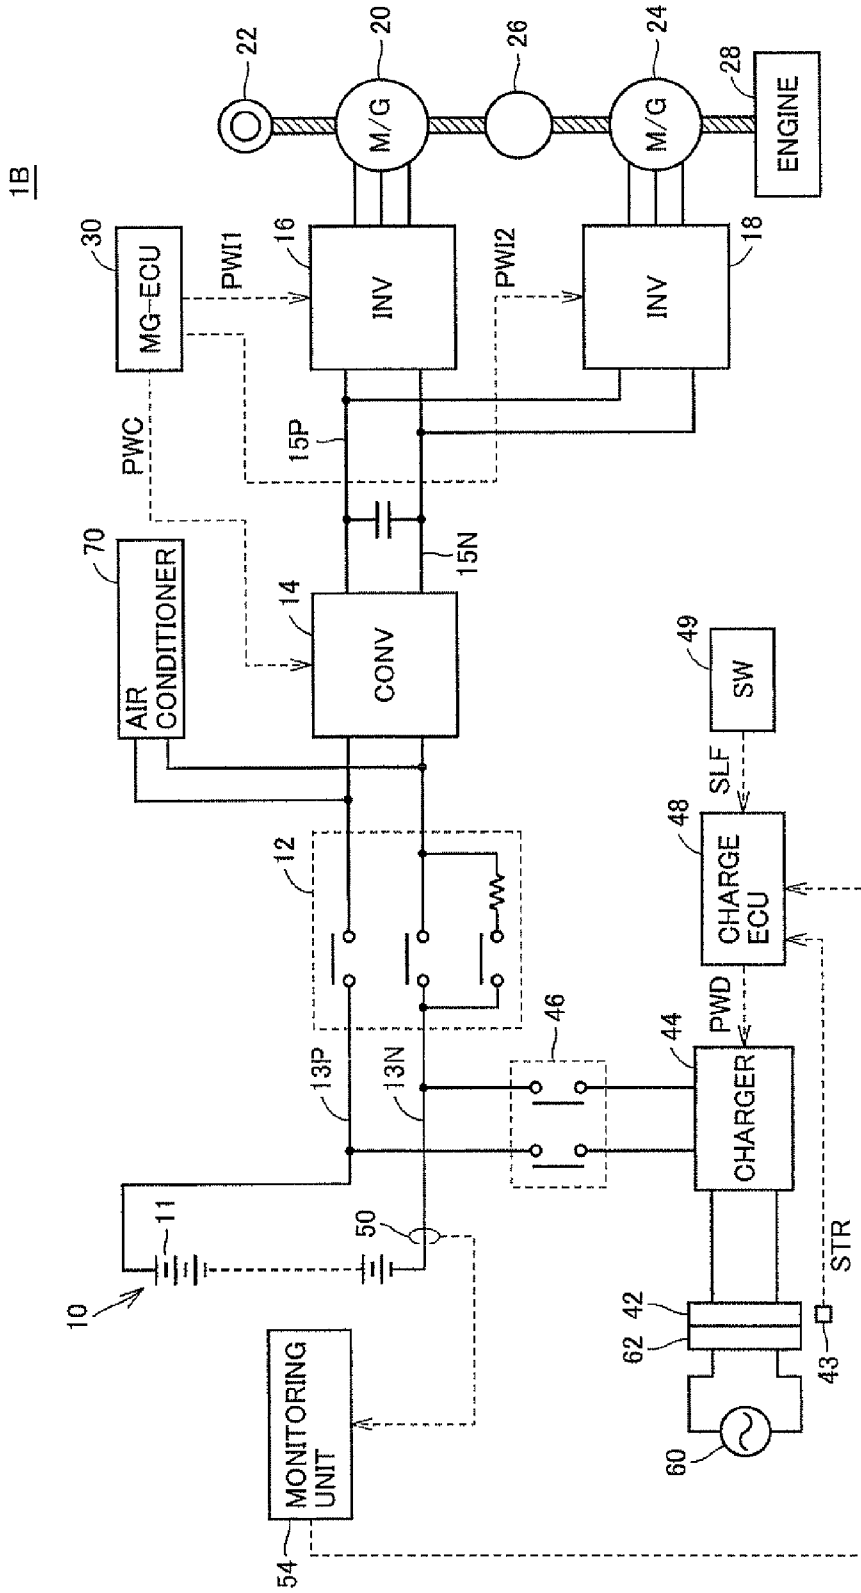 1B
22
20
26
24
28
M/G
M/G
ENGINE
30
MG-ECU
PWI1
16
INV
PWI2
18
INV
PWC
15P
15N
70
AIR
CONDITIONER
14
CONV
49
SW
SLF
12
48
CHARGE
ECU
PWD
46
44
CHARGER
13P
13N
11
10
50
STR
42
62
43
60
MONITORING
UNIT
54